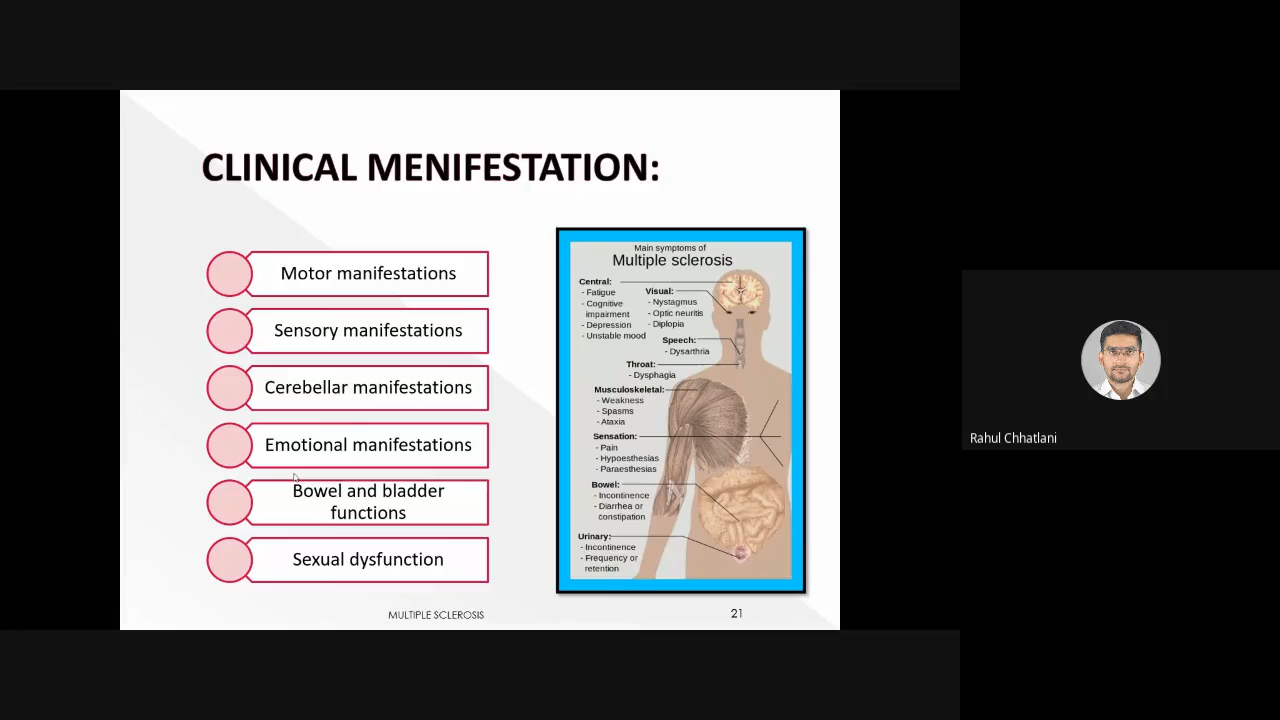 CLINICAL MENIFESTATION:
Motor manifestations
Sensory manifestations
Cerebellar manifestations
Emotional manifestations
Bowel and bladder
functions
Sexual dysfunction
Main symptoms of
Multiple sclerosis
Central:
- Fatigue
- Cognitive
impairment
- Depression
- Unstable mood
Visual:
- Nystagmus
- Optic neuritis
- Diplopia
Speech:
- Dysarthria
Throat:
- Dysphagia
Musculoskeletal:
- Weakness
- Spasms
- Ataxia
Sensation:
- Pain
- Hypoesthesias
- Paraesthesias
Bowel:
- Incontinence
- Diarrhea or
constipation
Urinary:
- Incontinence
- Frequency or
retention
MULTIPLE SCLEROSIS
21
Rahul Chhatlani